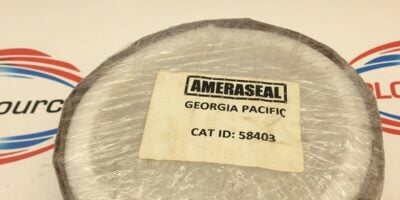 AMERASEAL
GEORGIA PACIFIC
CAT ID: 58403